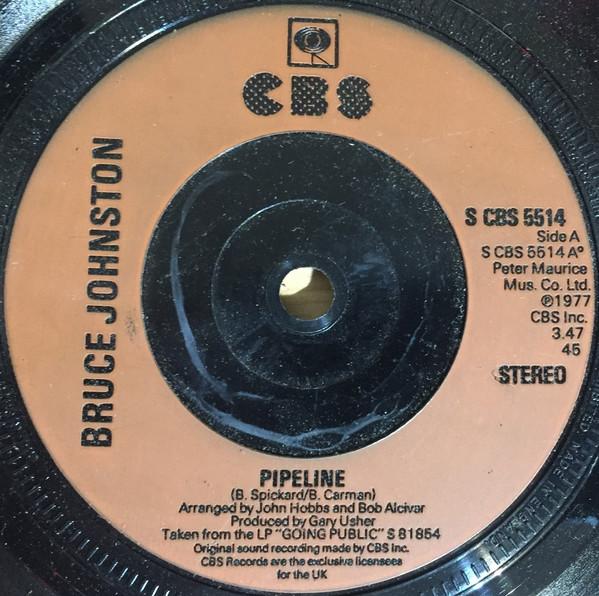 CBS
BRUCE JOHNSTON
S CBS 5514
Side A
S CBS 5514 A°
Peter Maurice
Mus. Co. Ltd.
℗1977
CBS Inc.
3.47
45
STEREO
PIPELINE
(B. Spickard/B. Carman)
Arranged by John Hobbs and Bob Alcivar
Produced by Gary Usher
Taken from the LP "GOING PUBLIC" S 81854
Original sound recording made by CBS Inc.
CBS Records are the exclusive licensees
for the UK